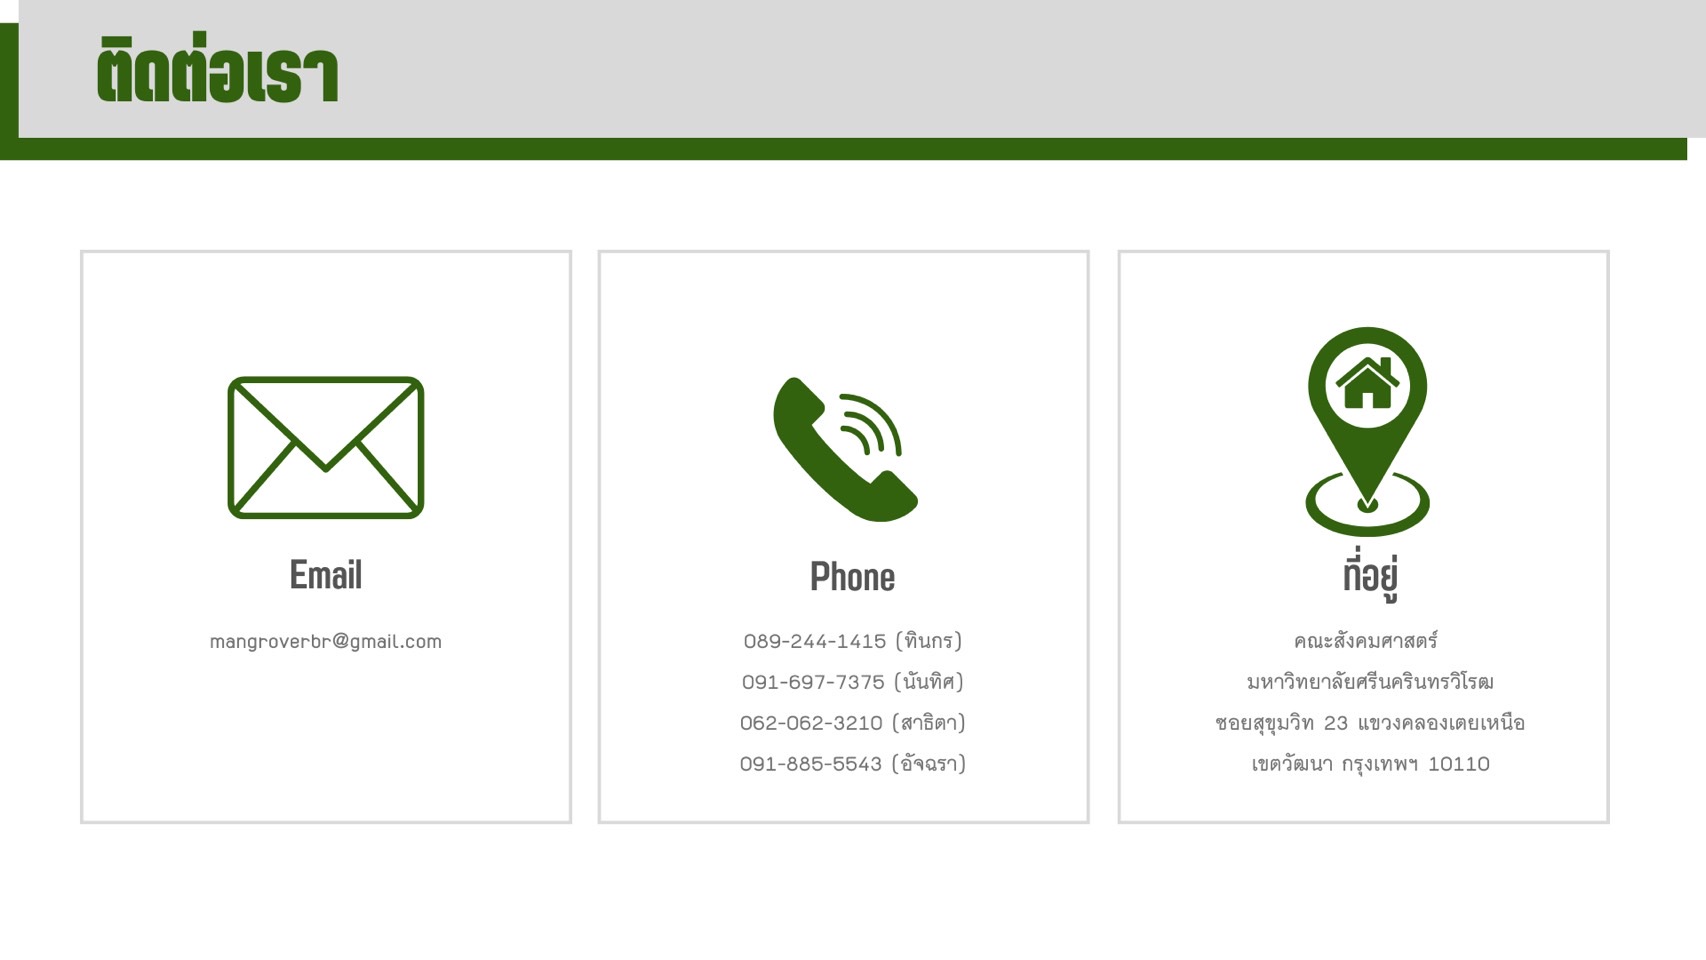 ติดต่อเรา
Email
mangroverbr@gmail.com
Phone
089-244-1415 (ทินกร)
091-697-7375 (นันทิศ)
062-062-3210 (สาธิตา)
091-885-5543 (อัจฉรา)
ที่อยู่
คณะสังคมศาสตร์
มหาวิทยาลัยศรีนครินทรวิโรฒ
ซอยสุขุมวิท 23 แขวงคลองเตยเหนือ
เขตวัฒนา กรุงเทพฯ 10110